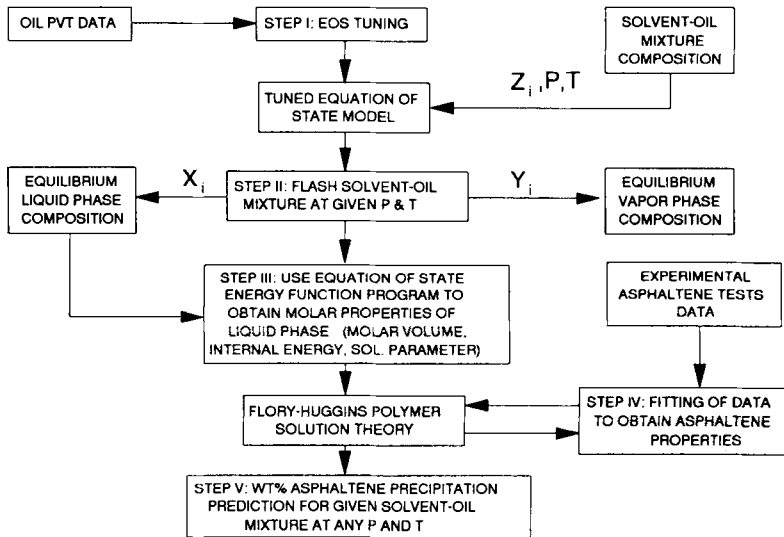 OIL PVT DATA
STEP I: EOS TUNING
SOLVENT-OIL
MIXTURE
COMPOSITION
Z i ,P,T
TUNED EQUATION OF
STATE MODEL
EQUILIBRIUM
LIQUID PHASE
COMPOSITION
X i
STEP II: FLASH SOLVENT-OIL
MIXTURE AT GIVEN P & T
Y i
EQUILIBRIUM
VAPOR PHASE
COMPOSITION
STEP III: USE EQUATION OF STATE
ENERGY FUNCTION PROGRAM TO
OBTAIN MOLAR PROPERTIES OF
LIQUID PHASE (MOLAR VOLUME,
INTERNAL ENERGY, SOL. PARAMETER)
EXPERIMENTAL
ASPHALTENE TESTS
DATA
FLORY-HUGGINS POLYMER
SOLUTION THEORY
STEP IV: FITTING OF DATA
TO OBTAIN ASPHALTENE
PROPERTIES
STEP V: WT% ASPHALTENE PRECIPITATION
PREDICTION FOR GIVEN SOLVENT-OIL
MIXTURE AT ANY P AND T